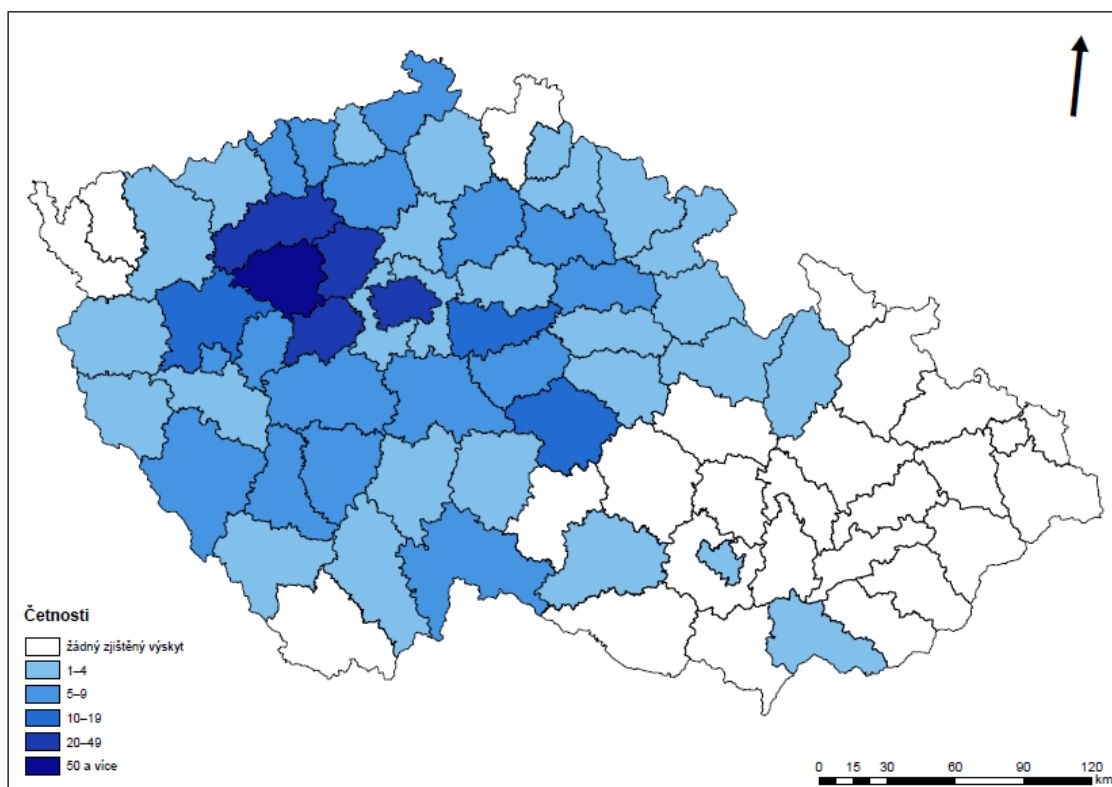 Četnosti
žádný zjištěný výskyt
1–4
5–9
10–19
20–49
50 a více
0 15 30 60 90 120
km